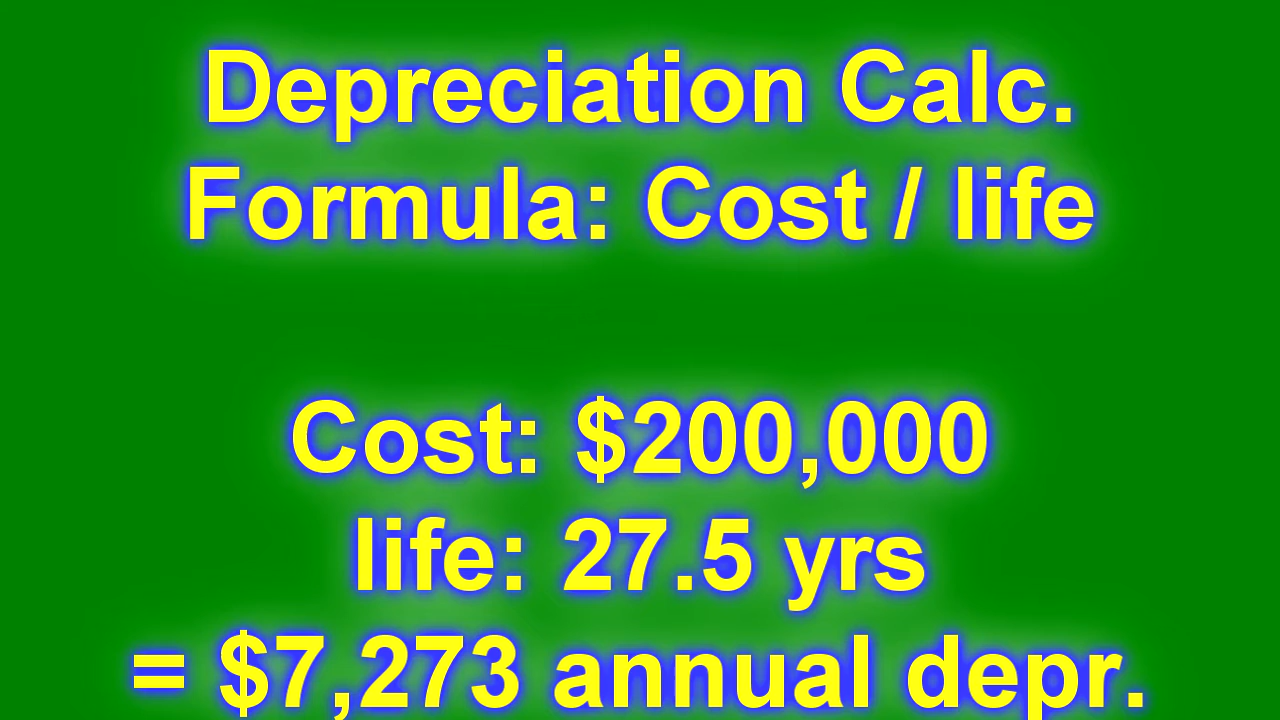 Depreciation Calc.
Formula: Cost / life
Cost: $200,000
life: 27.5 yrs
= $7,273 annual depr.